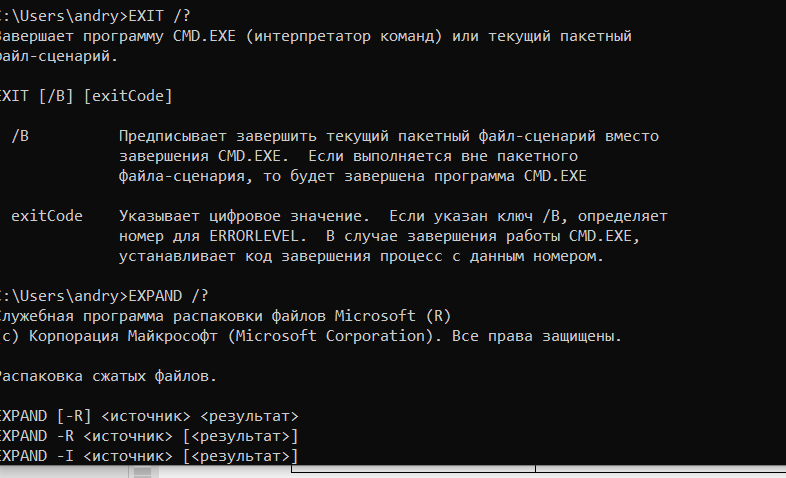 C:\Users\andry>EXIT /?
Завершает программу CMD.EXE (интерпретатор команд) или текущий пакетный
файл-сценарий.
EXIT [/B] [exitCode]
/B Предписывает завершить текущий пакетный файл-сценарий вместо
завершения CMD.EXE. Если выполняется вне пакетного
файла-сценария, то будет завершена программа CMD.EXE
exitCode Указывает цифровое значение. Если указан ключ /B, определяет
номер для ERRORLEVEL. В случае завершения работы CMD.EXE,
устанавливает код завершения процесс с данным номером.
C:\Users\andry>EXPAND /?
Служебная программа распаковки файлов Microsoft (R)
(c) Корпорация Майкрософт (Microsoft Corporation). Все права защищены.
Распаковка сжатых файлов.
EXPAND [-R] <источник> <результат>
EXPAND -R <источник> [<результат>]
EXPAND -I <источник> [<результат>]